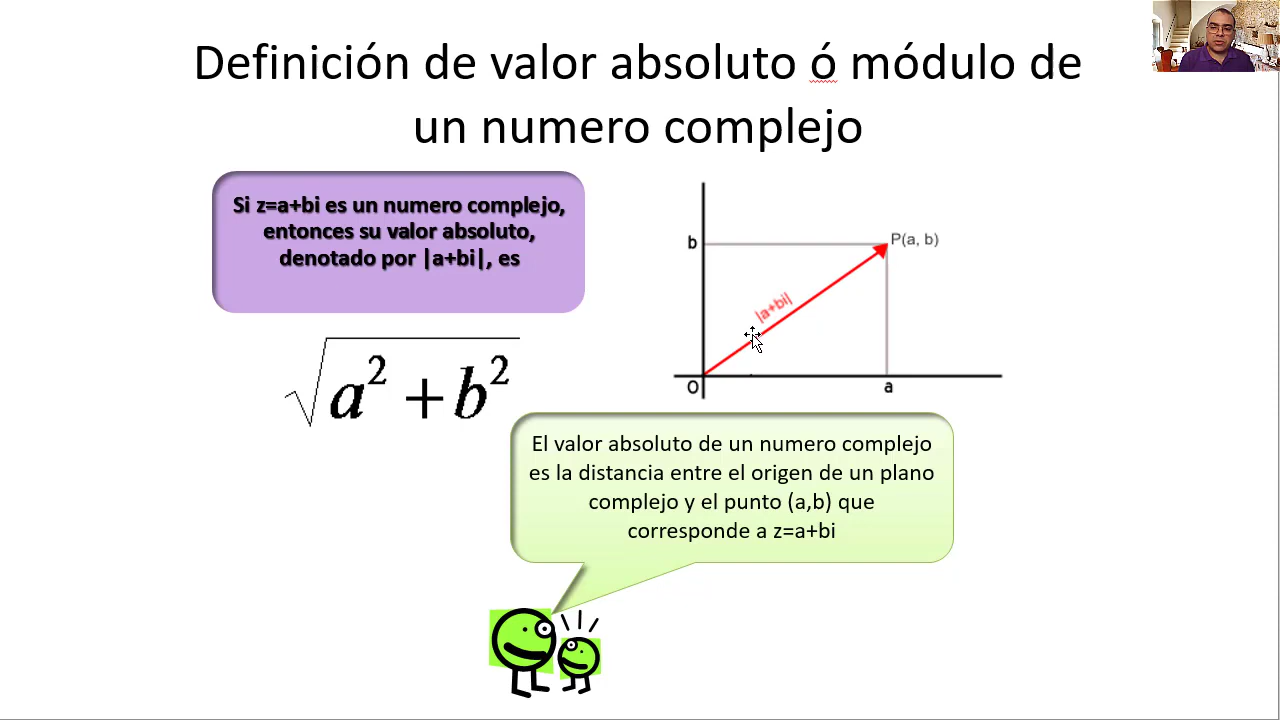 Definición de valor absoluto ó módulo de
un numero complejo
Si z=a+bi es un numero complejo,
entonces su valor absoluto,
denotado por |a+bi|, es
√a² + b²
b
P(a, b)
|a+bi|
O
a
El valor absoluto de un numero complejo
es la distancia entre el origen de un plano
complejo y el punto (a,b) que
corresponde a z=a+bi